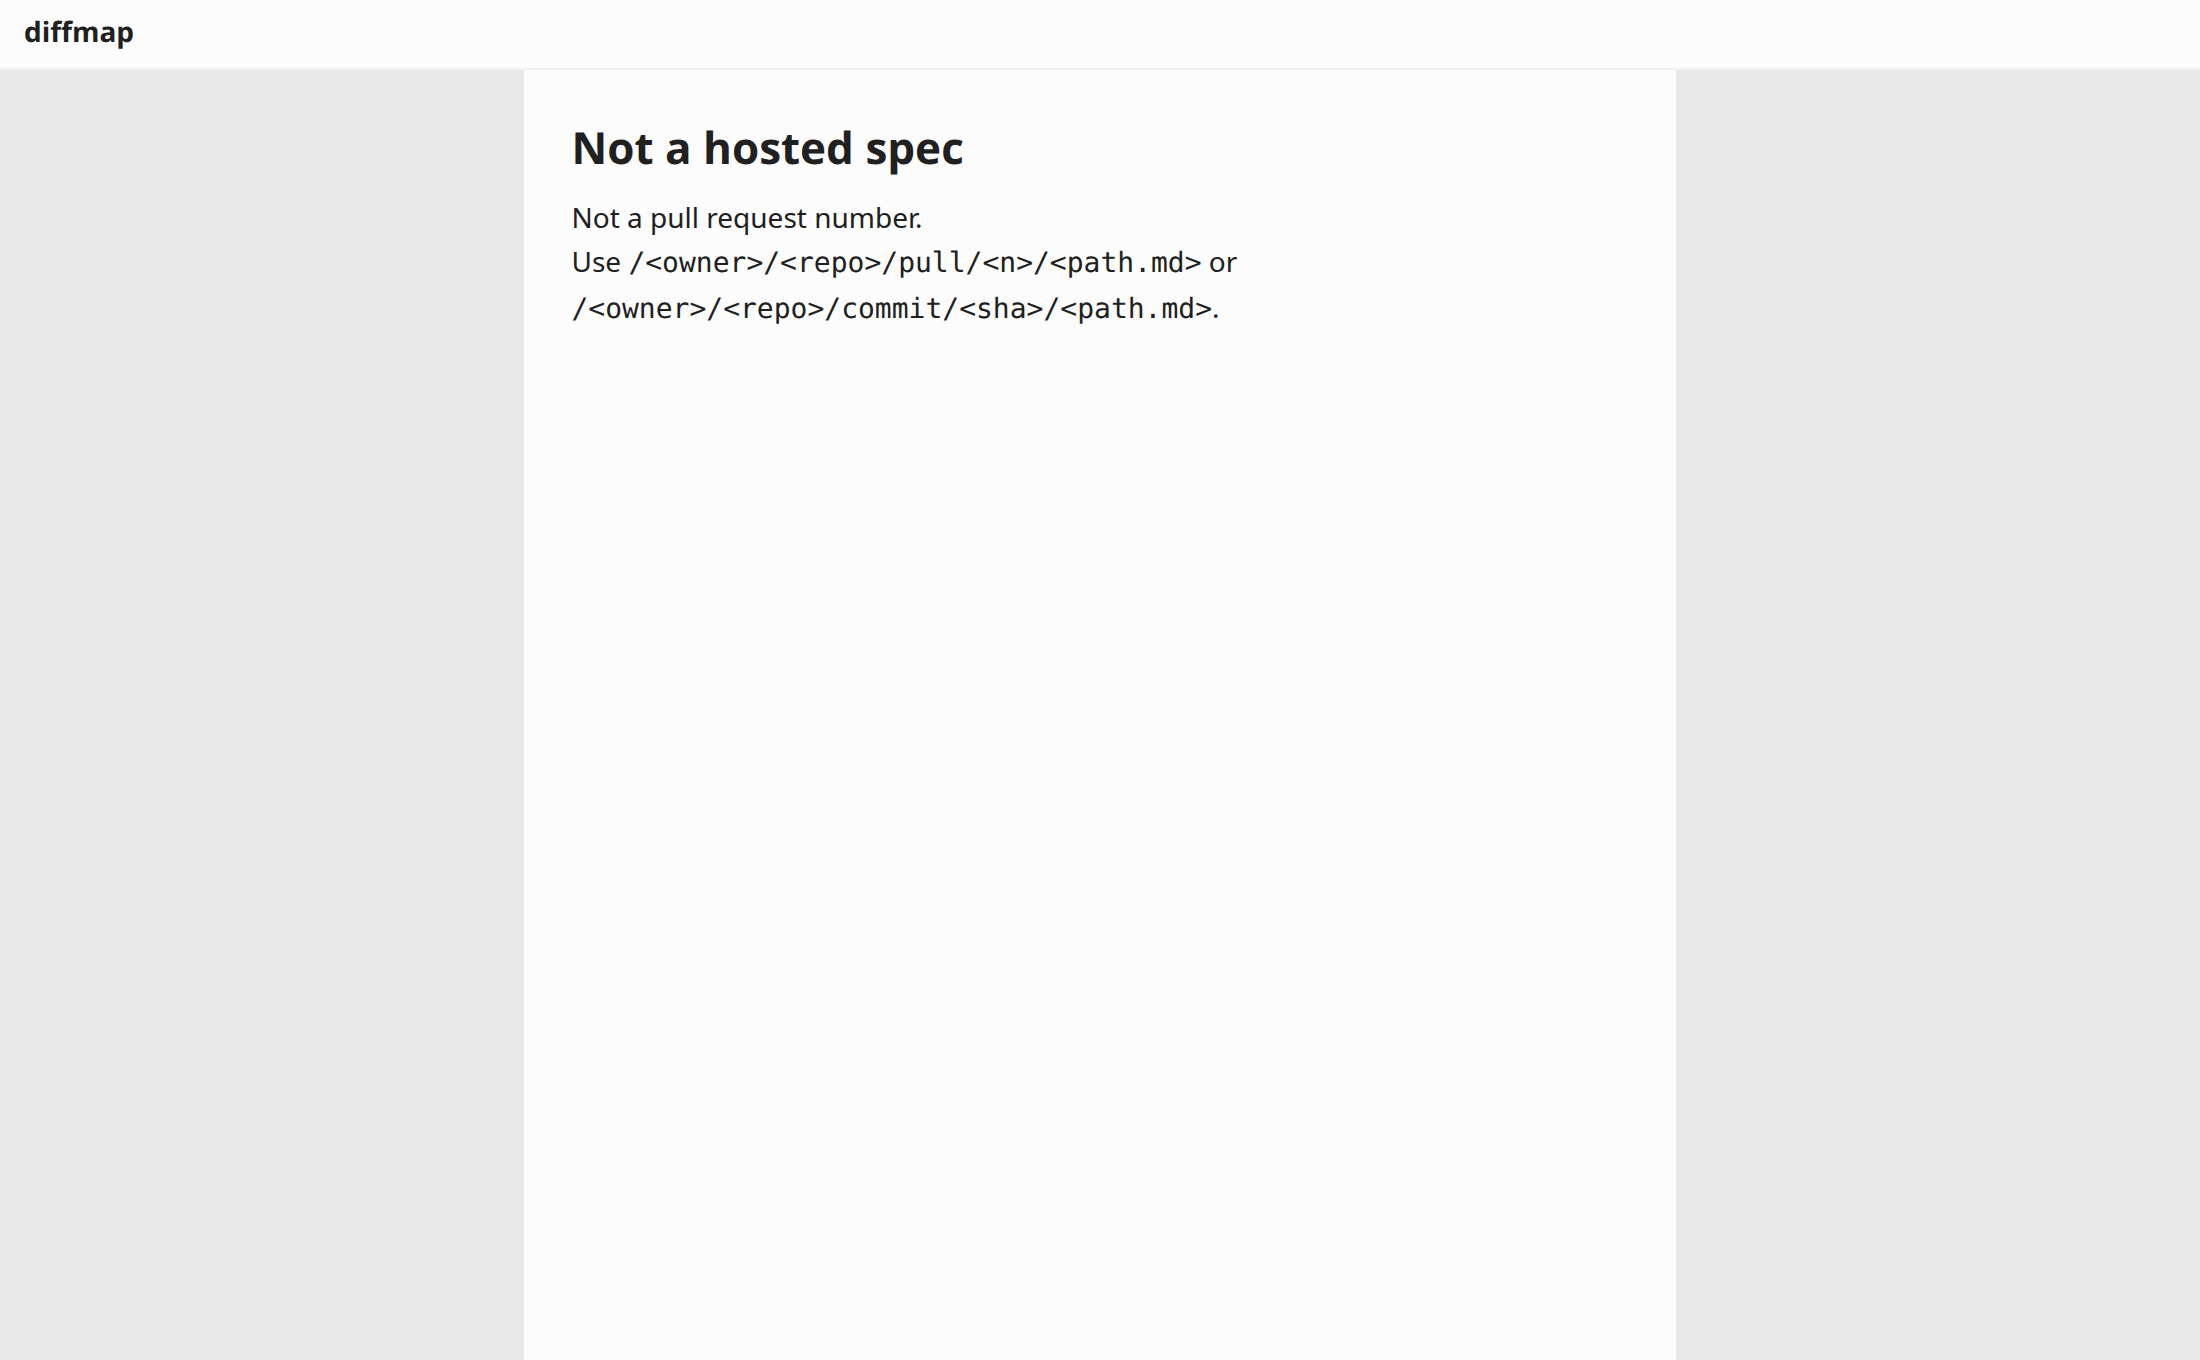 diffmap
Not a hosted spec
Not a pull request number.
Use /<owner>/<repo>/pull/<n>/<path.md> or
/<owner>/<repo>/commit/<sha>/<path.md>.